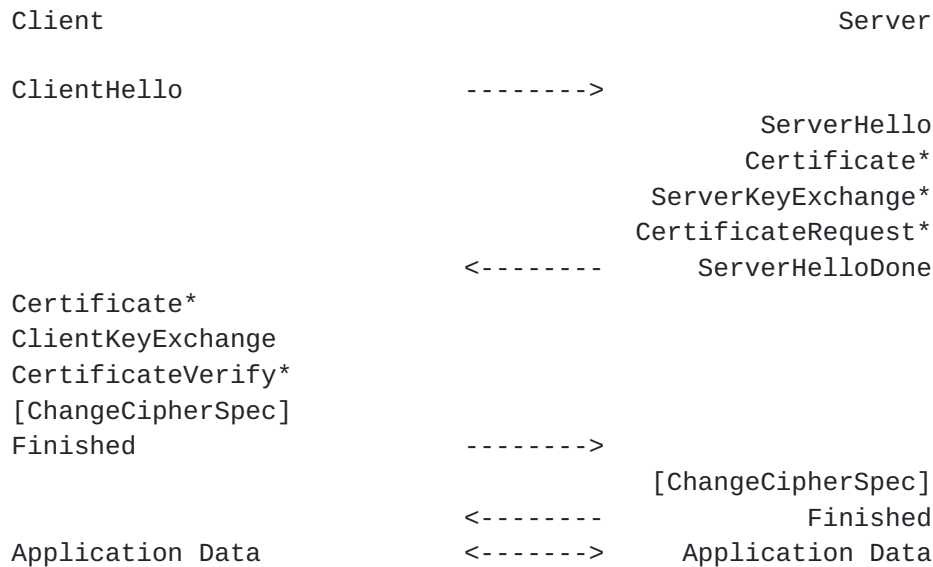 Client                                               Server

ClientHello                  -------->
                                                ServerHello
                                               Certificate*
                                         ServerKeyExchange*
                                        CertificateRequest*
                             <--------      ServerHelloDone
Certificate*
ClientKeyExchange
CertificateVerify*
[ChangeCipherSpec]
Finished                     -------->
                                         [ChangeCipherSpec]
                             <--------             Finished
Application Data             <------->     Application Data